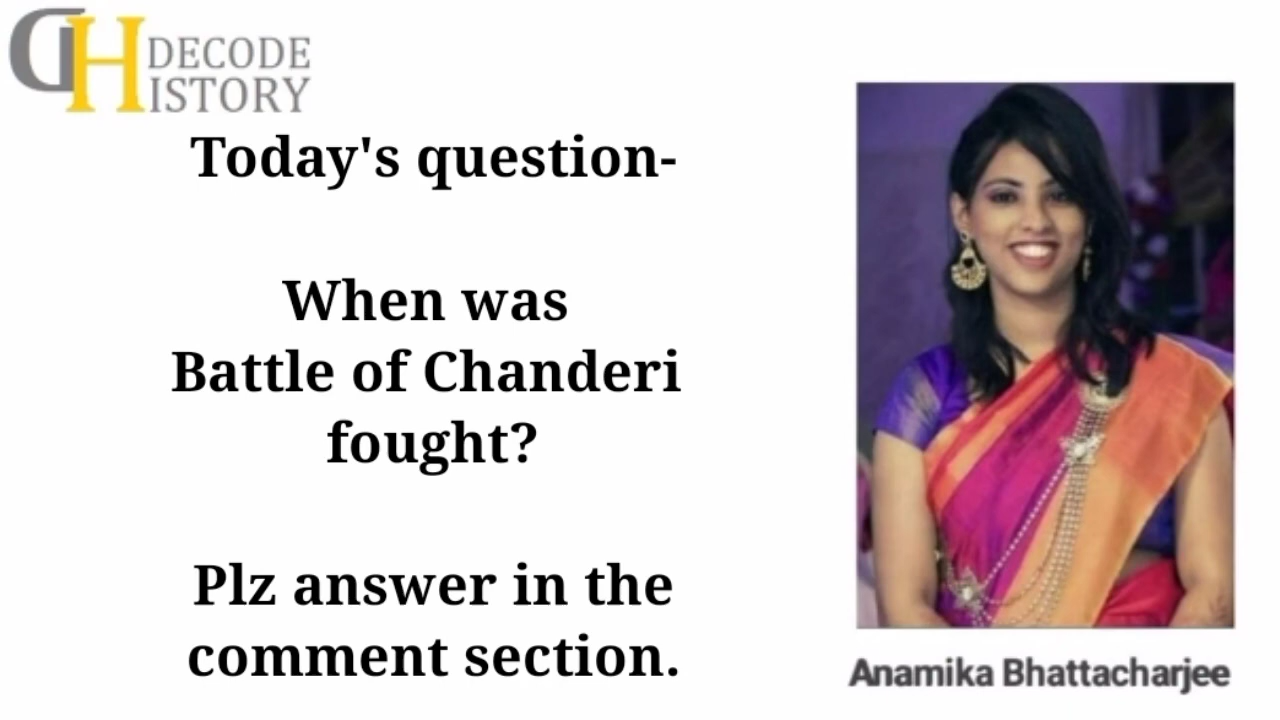 DECODE
HISTORY
Today's question-
When was
Battle of Chanderi
fought?
Plz answer in the
comment section.
Anamika Bhattacharjee